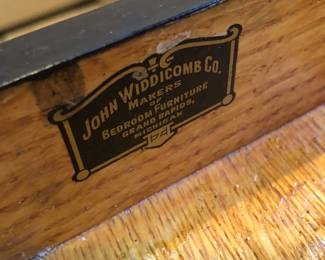 JOHN WIDDICOMB CO.
MAKERS
OF
BEDROOM FURNITURE
GRAND RAPIDS,
MICHIGAN